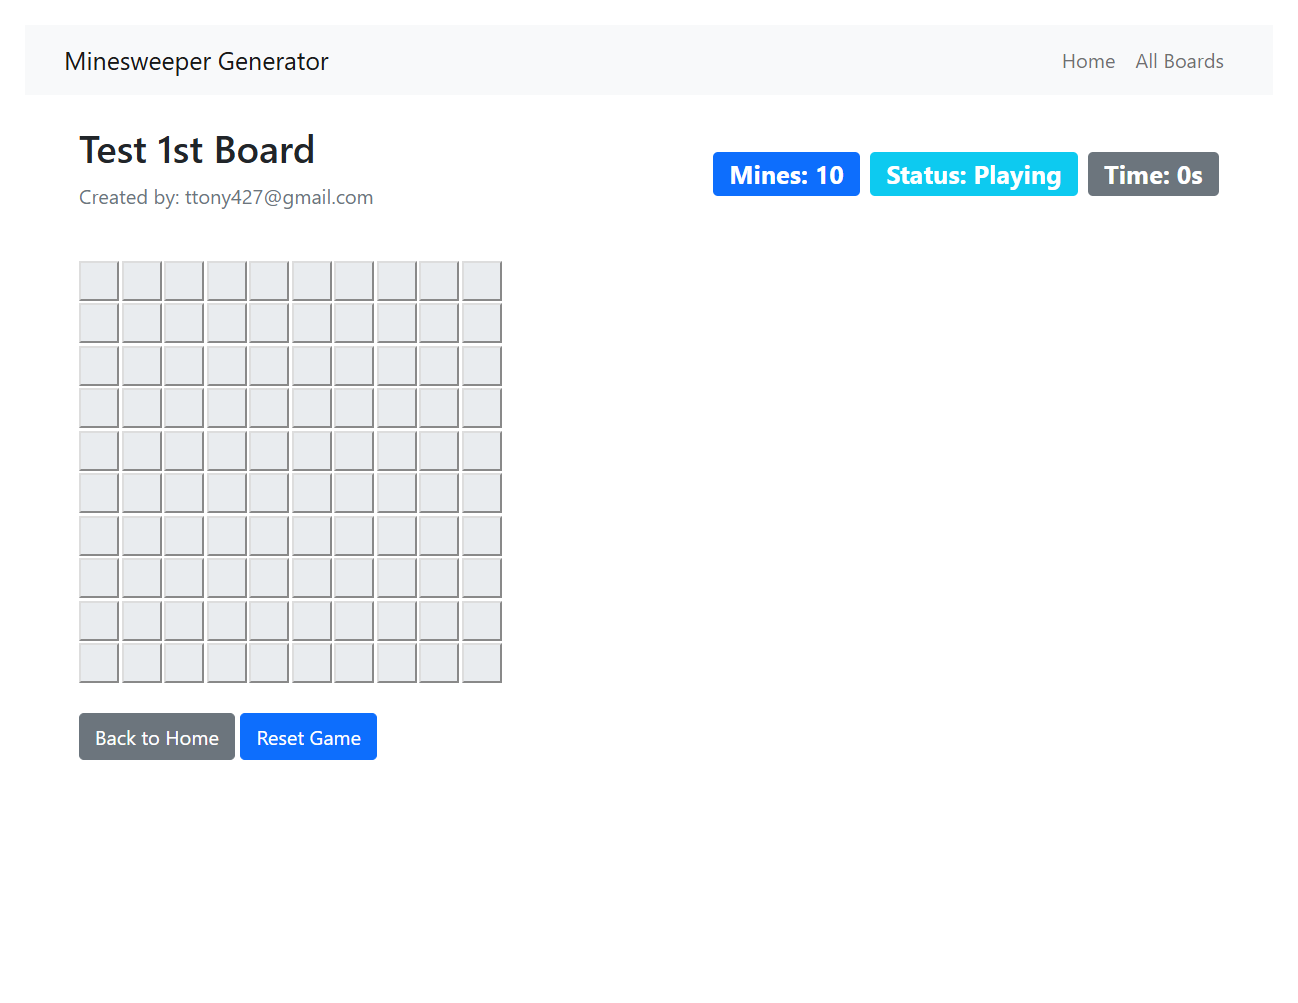 Minesweeper Generator
Home
All Boards
Test 1st Board
Created by: ttony427@gmail.com
Mines: 10
Status: Playing
Time: 0s
Back to Home
Reset Game